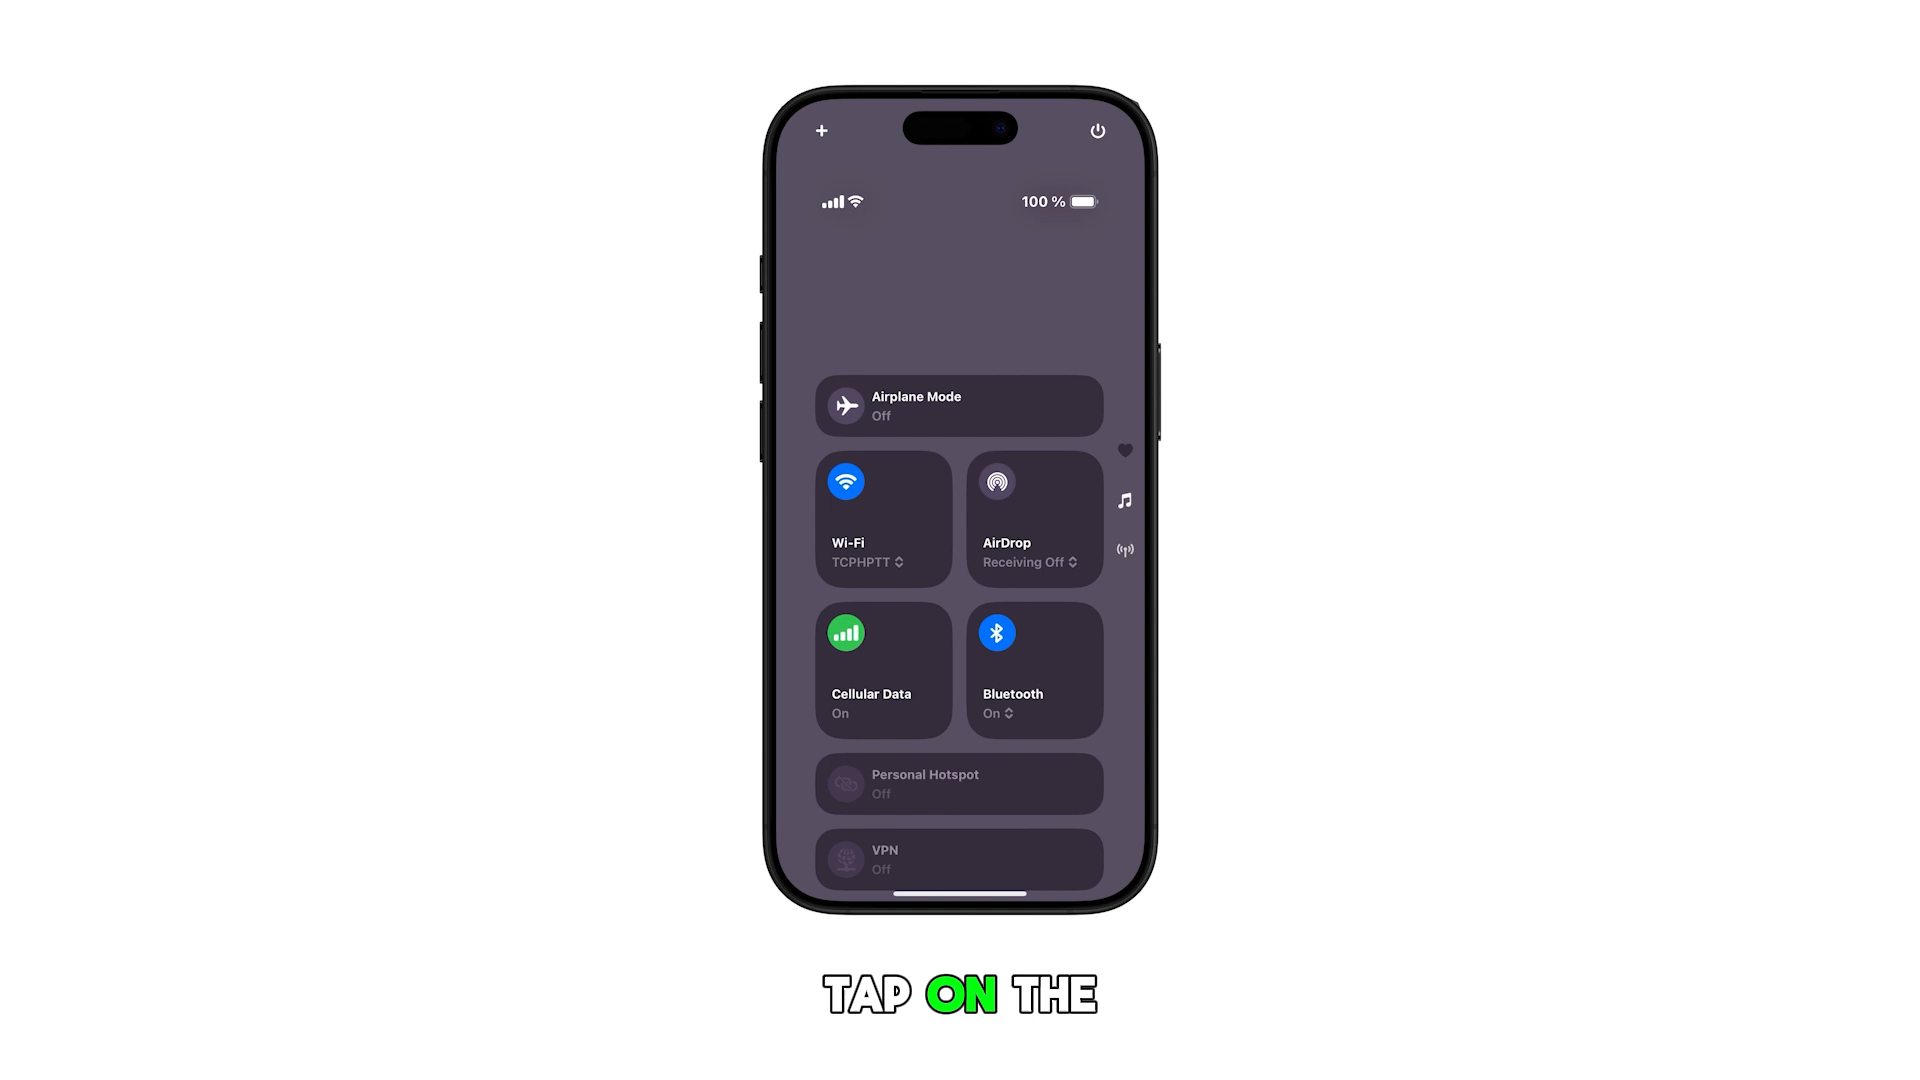 100 %
Airplane Mode
Off
Wi-Fi
TCPHPTT
AirDrop
Receiving Off
Cellular Data
On
Bluetooth
On
Personal Hotspot
Off
VPN
Off
TAP ON THE